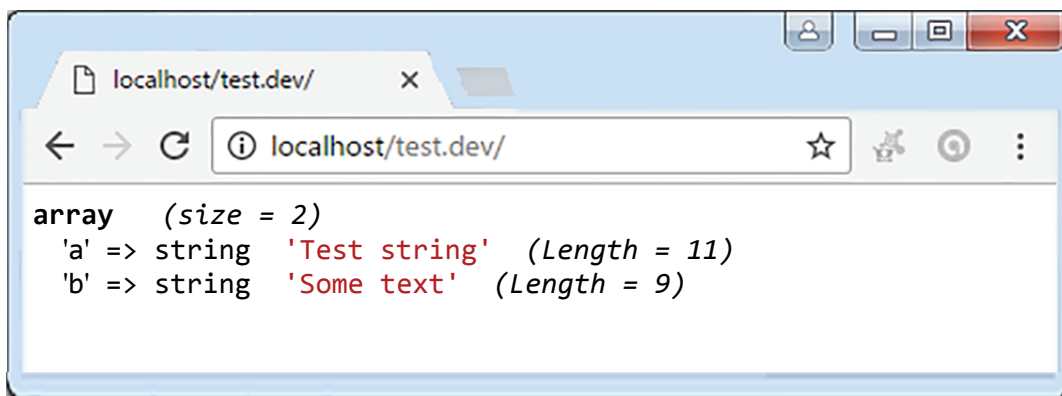 localhost/test.dev/
localhost/test.dev/
array (size = 2)
'a' => string 'Test string' (Length = 11)
'b' => string 'Some text' (Length = 9)